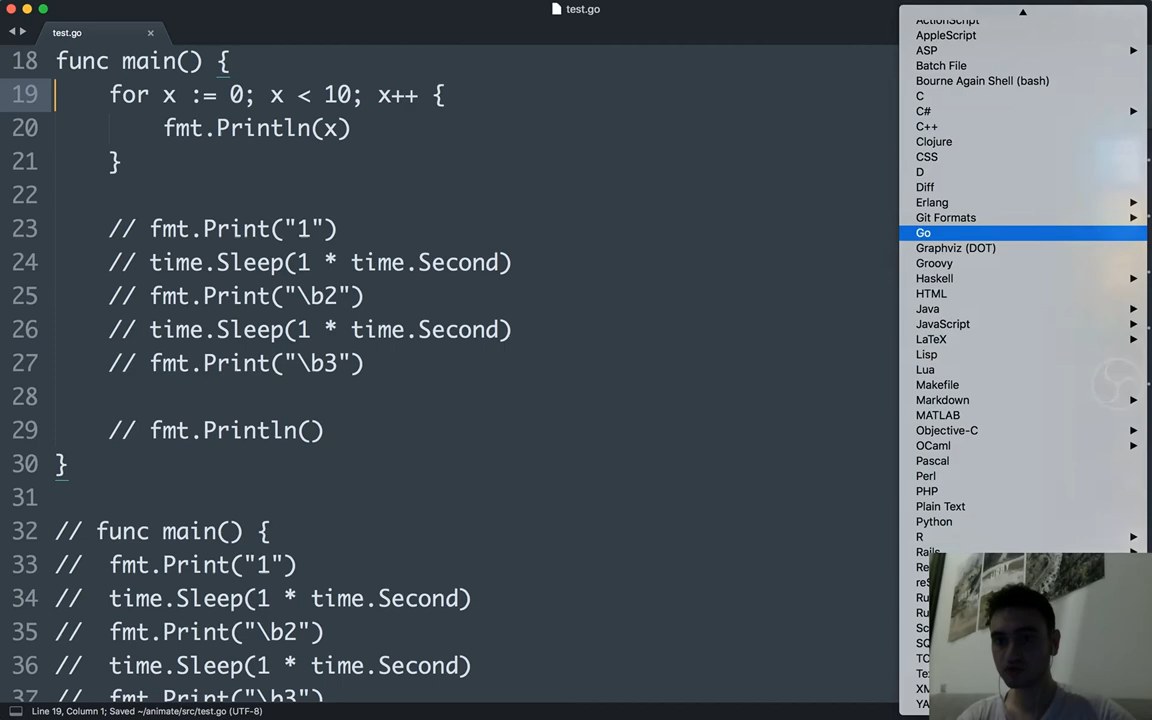 test.go
test.go
18 func main() {
19 for x := 0; x < 10; x++ {
20 fmt.Println(x)
21 }
22
23 // fmt.Print("1")
24 // time.Sleep(1 * time.Second)
25 // fmt.Print("\b2")
26 // time.Sleep(1 * time.Second)
27 // fmt.Print("\b3")
28
29 // fmt.Println()
30 }
31
32 // func main() {
33 // fmt.Print("1")
34 // time.Sleep(1 * time.Second)
35 // fmt.Print("\b2")
36 // time.Sleep(1 * time.Second)
37 // fmt.Print("\b3")
Line 19, Column 1; Saved ~/animate/src/test.go (UTF-8)
ActionScript
AppleScript
ASP
Batch File
Bourne Again Shell (bash)
C
C#
C++
Clojure
CSS
D
Diff
Erlang
Git Formats
Go
Graphviz (DOT)
Groovy
Haskell
HTML
Java
JavaScript
LaTeX
Lisp
Lua
Makefile
Markdown
MATLAB
Objective-C
OCaml
Pascal
Perl
PHP
Plain Text
Python
R
Rails